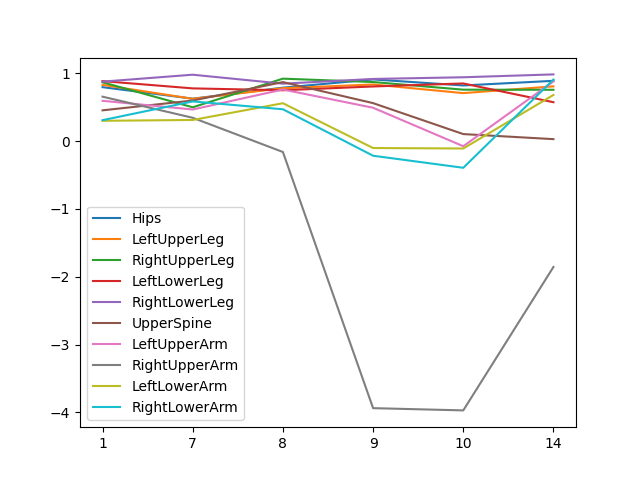 1
0
−1
−2
−3
−4
Hips
LeftUpperLeg
RightUpperLeg
LeftLowerLeg
RightLowerLeg
UpperSpine
LeftUpperArm
RightUpperArm
LeftLowerArm
RightLowerArm
1 7 8 9 10 14